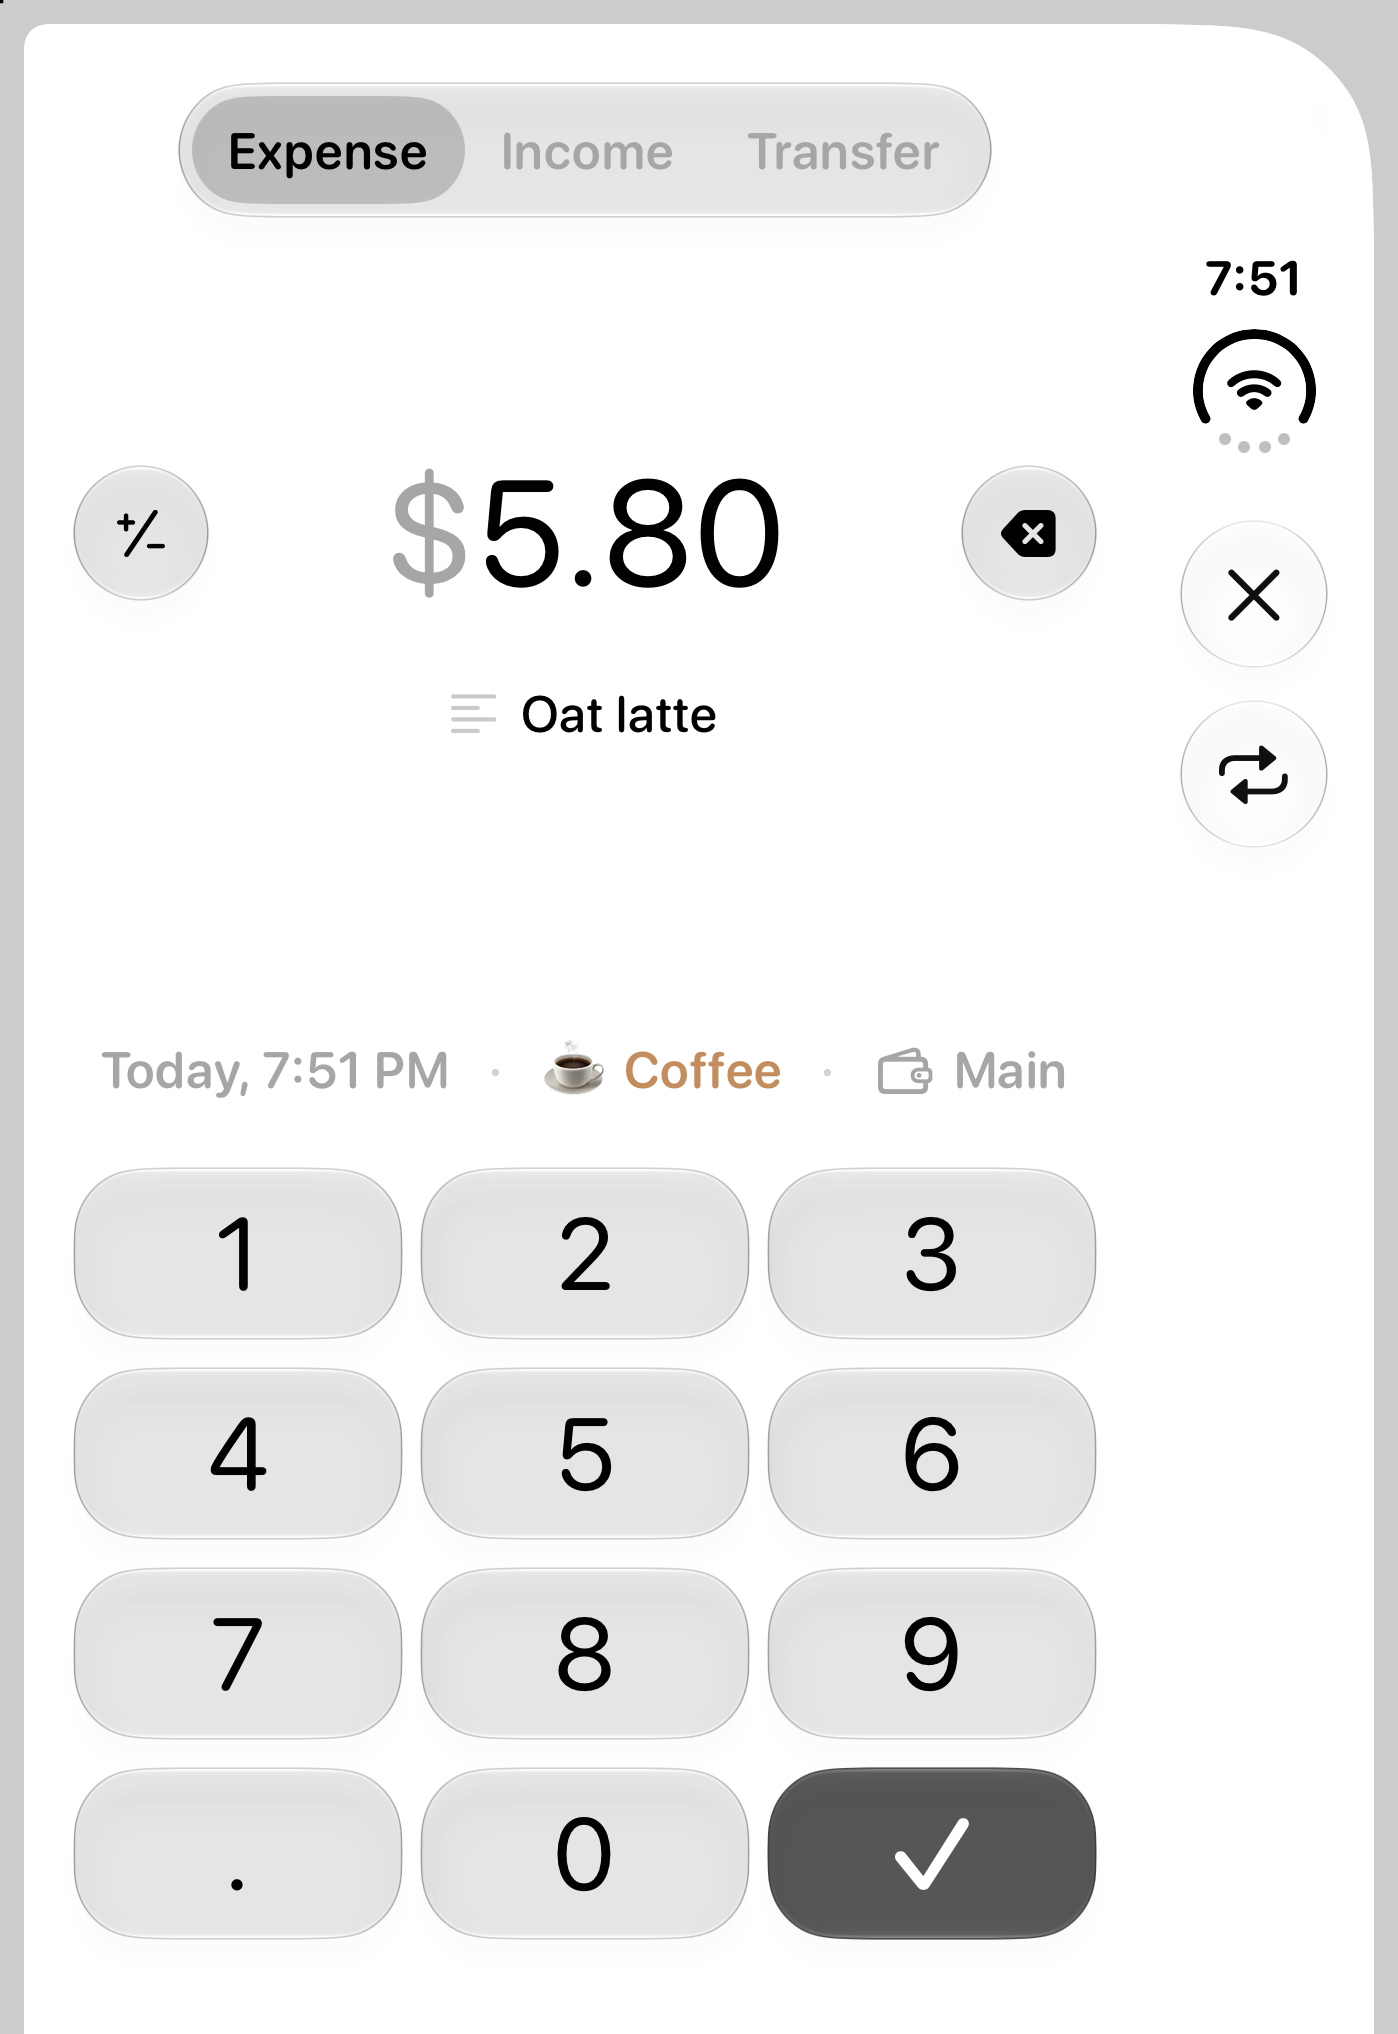 Expense Income Transfer
7:51
$5.80
Oat latte
Today, 7:51 PM · Coffee · Main
1 2 3
4 5 6
7 8 9
. 0